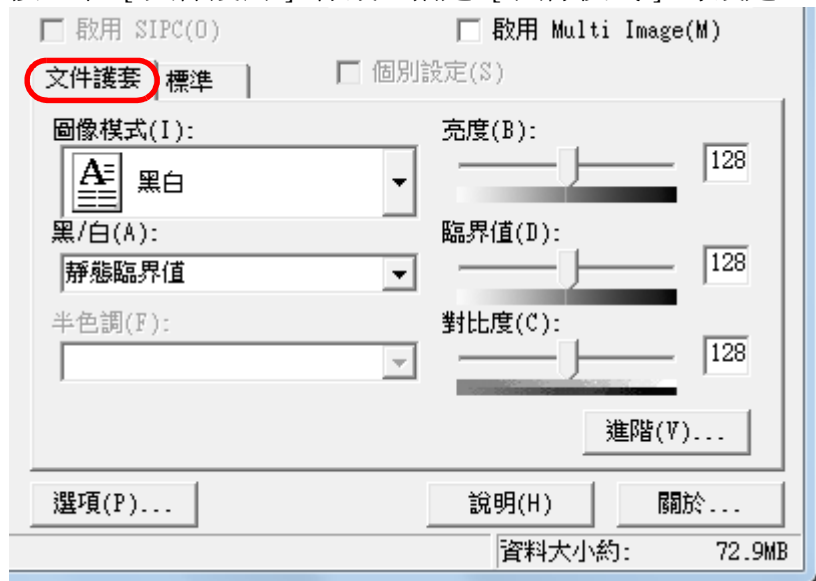 啟用 SIPC(O) 啟用 Multi Image(M)
文件護套 標準 個別設定(S)
圖像模式(I): 亮度(B):
黑白 128
黑/白(A): 臨界值(D):
靜態臨界值 128
半色調(F): 對比度(C):
128
進階(V)...
選項(P)... 說明(H) 關於...
資料大小約: 72.9MB